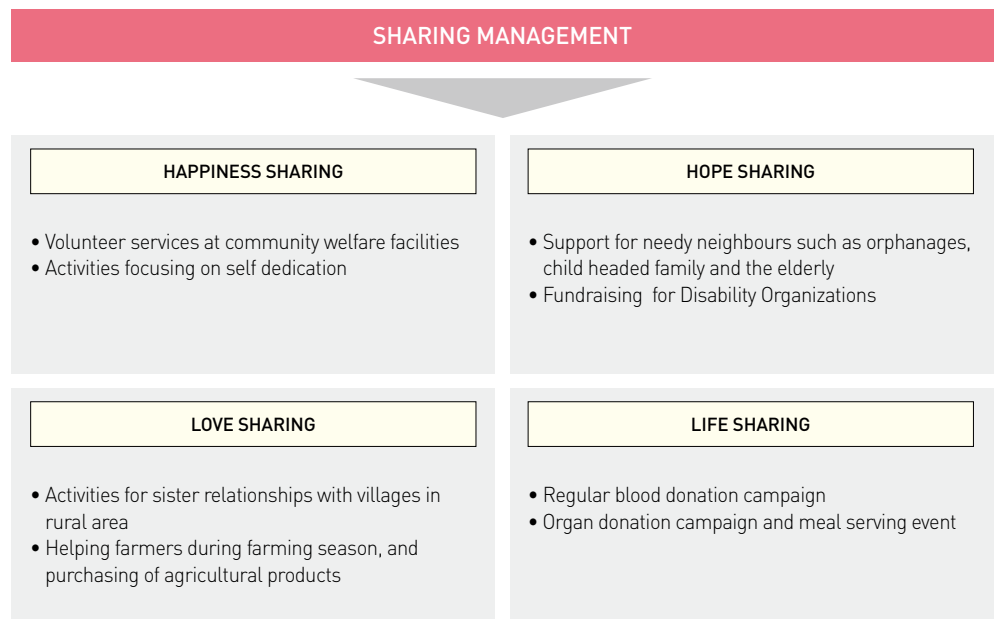 SHARING MANAGEMENT
HAPPINESS SHARING
• Volunteer services at community welfare facilities
• Activities focusing on self dedication
HOPE SHARING
• Support for needy neighbours such as orphanages,
child headed family and the elderly
• Fundraising for Disability Organizations
LOVE SHARING
• Activities for sister relationships with villages in
rural area
• Helping farmers during farming season, and
purchasing of agricultural products
LIFE SHARING
• Regular blood donation campaign
• Organ donation campaign and meal serving event